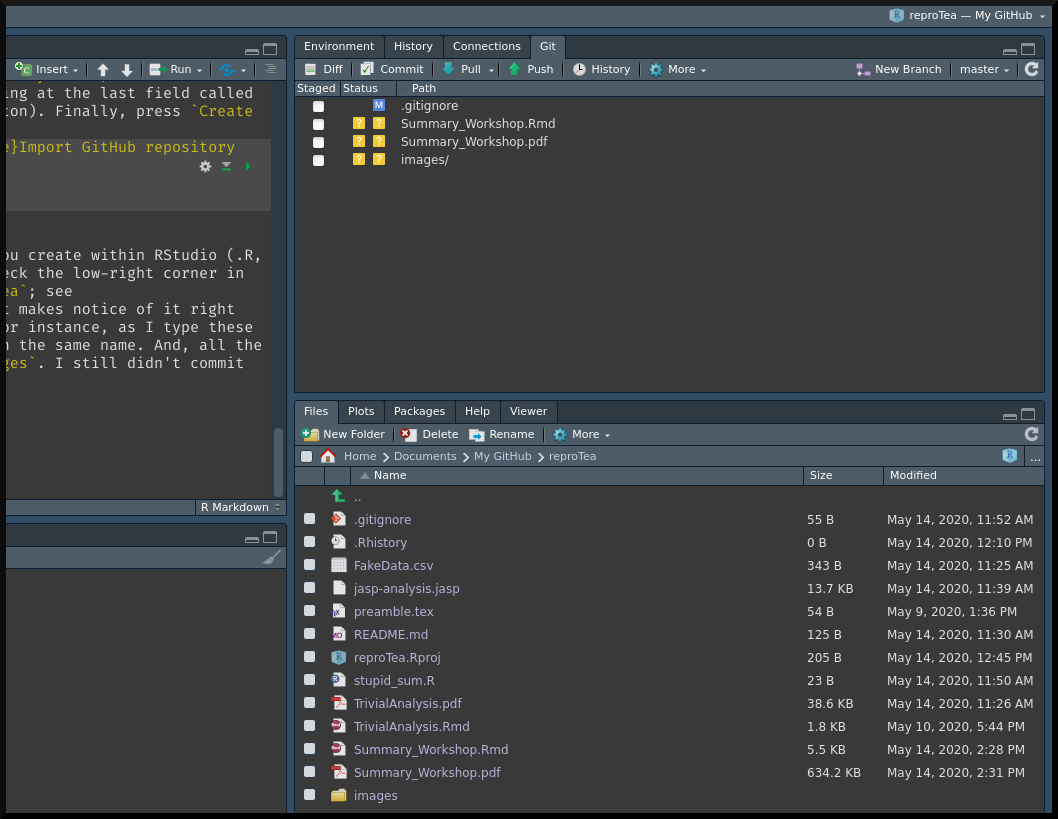 reproTea — My GitHub
Insert
Run
ing at the last field called
ton). Finally, press `Create
e}Import GitHub repository
ou create within RStudio (.R,
eck the low-right corner in
ea`; see
t makes notice of it right
or instance, as I type these
n the same name. And, all the
ges`. I still didn't commit
R Markdown
Environment History Connections Git
Diff Commit Pull Push History More New Branch master
Staged Status Path
M .gitignore
? ? Summary_Workshop.Rmd
? ? Summary_Workshop.pdf
? ? images/
Files Plots Packages Help Viewer
New Folder Delete Rename More
Home Documents My GitHub reproTea R ...
Name Size Modified
..
.gitignore 55 B May 14, 2020, 11:52 AM
.Rhistory 0 B May 14, 2020, 12:10 PM
FakeData.csv 343 B May 14, 2020, 11:25 AM
jasp-analysis.jasp 13.7 KB May 14, 2020, 11:39 AM
preamble.tex 54 B May 9, 2020, 1:36 PM
README.md 125 B May 14, 2020, 11:30 AM
reproTea.Rproj 205 B May 14, 2020, 12:45 PM
stupid_sum.R 23 B May 14, 2020, 11:50 AM
TrivialAnalysis.pdf 38.6 KB May 14, 2020, 11:26 AM
TrivialAnalysis.Rmd 1.8 KB May 10, 2020, 5:44 PM
Summary_Workshop.Rmd 5.5 KB May 14, 2020, 2:28 PM
Summary_Workshop.pdf 634.2 KB May 14, 2020, 2:31 PM
images